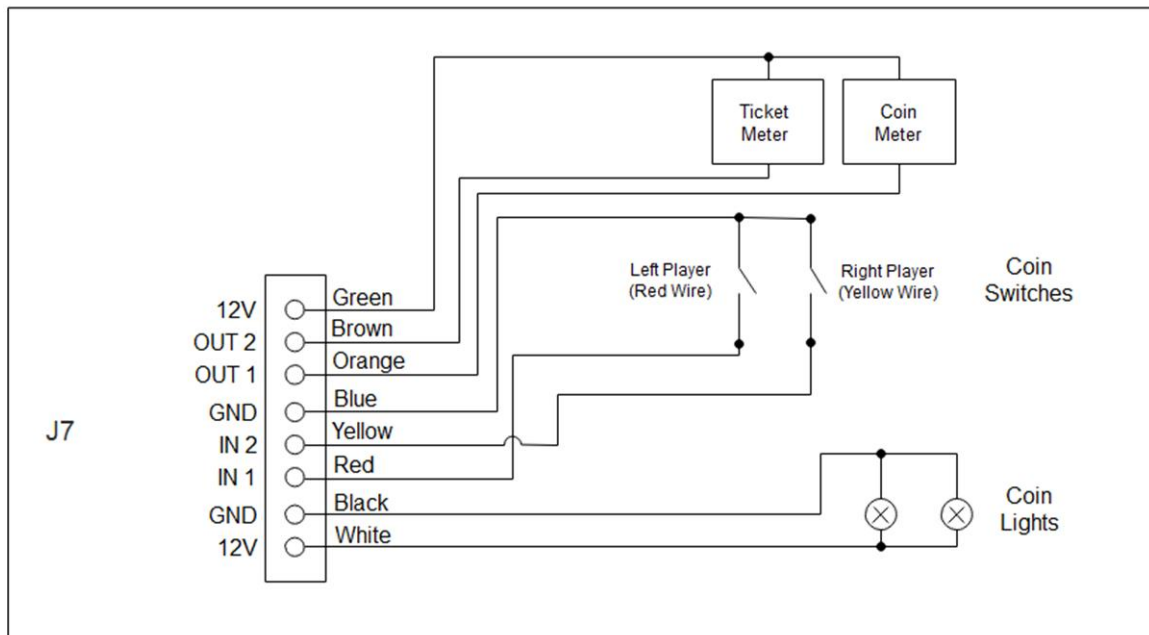 Ticket
Meter
Coin
Meter
Left Player
(Red Wire)
Right Player
(Yellow Wire)
Coin
Switches
J7
12V
Green
OUT 2
Brown
OUT 1
Orange
GND
Blue
IN 2
Yellow
IN 1
Red
GND
Black
12V
White
Coin
Lights